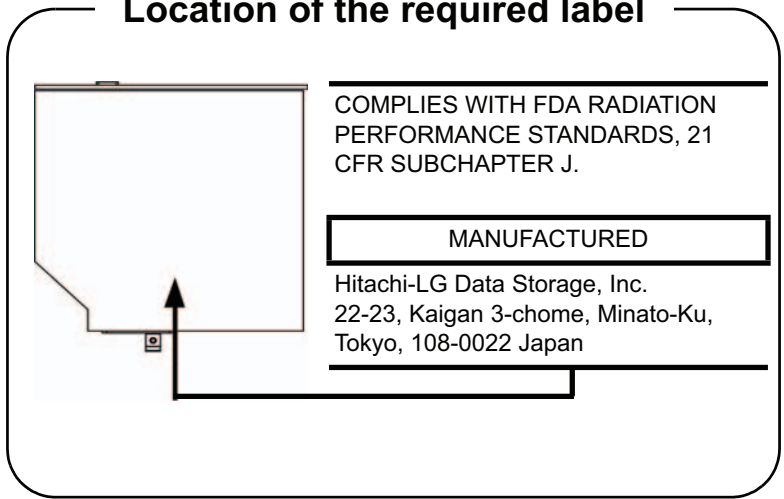 Location of the required label
COMPLIES WITH FDA RADIATION
PERFORMANCE STANDARDS, 21
CFR SUBCHAPTER J.
MANUFACTURED
Hitachi-LG Data Storage, Inc.
22-23, Kaigan 3-chome, Minato-Ku,
Tokyo, 108-0022 Japan